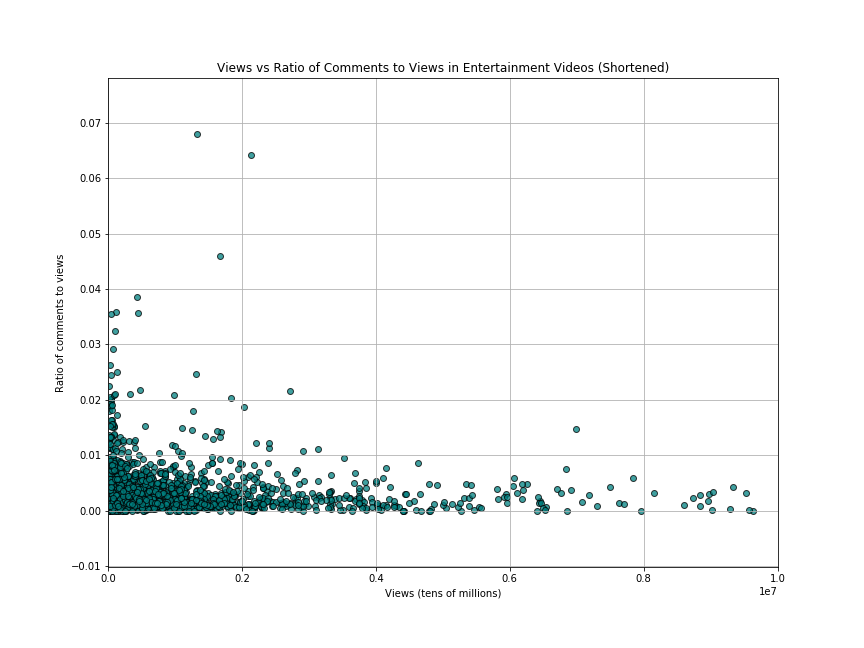 Views vs Ratio of Comments to Views in Entertainment Videos (Shortened)
0.07
0.06
0.05
0.04
0.03
0.02
0.01
0.00
−0.01
Ratio of comments to views
0.0 0.2 0.4 0.6 0.8 1.0
1e7
Views (tens of millions)